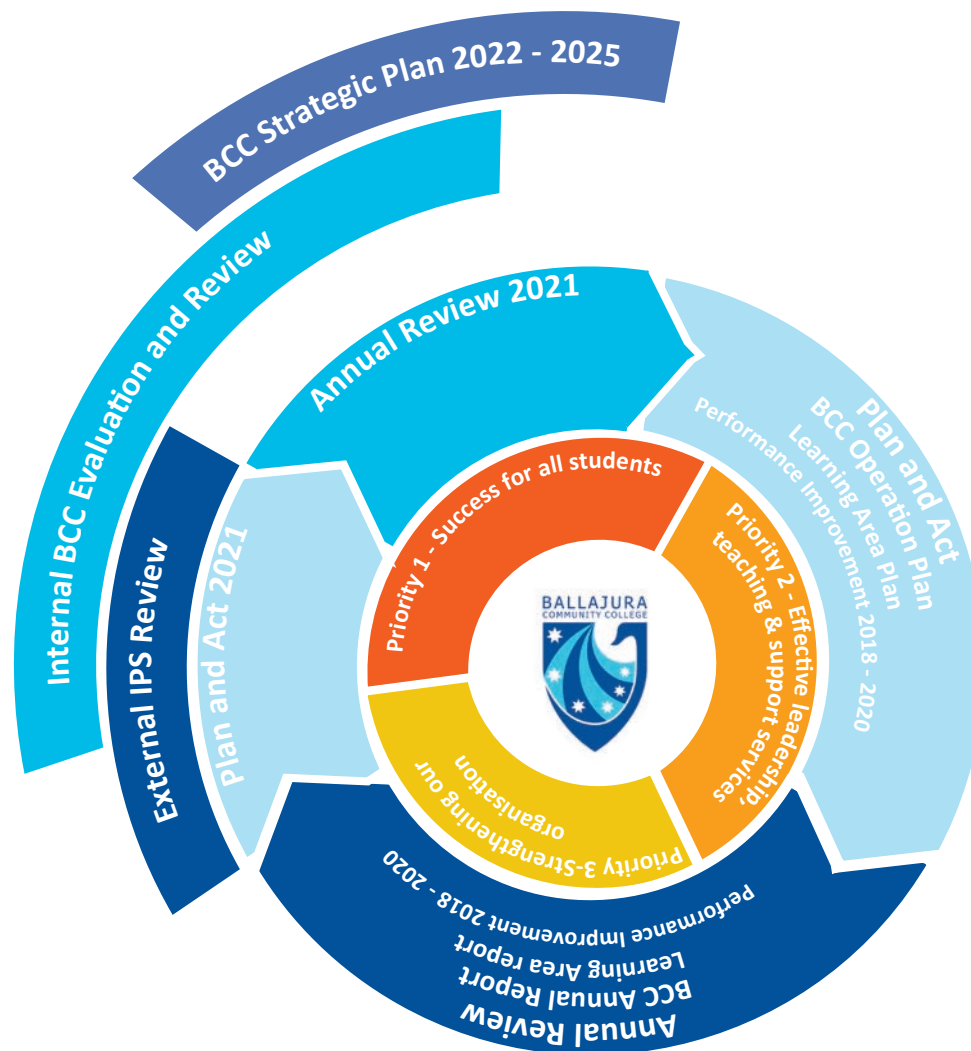 BCC Strategic Plan 2022 - 2025
Internal BCC Evaluation and Review
External IPS Review
Annual Review 2021
Plan and Act 2021
Plan and Act
BCC Operation Plan
Learning Area Plan
Performance Improvement 2018 - 2020
Priority 1 - Success for all students
Priority 2 - Effective leadership,
teaching & support services
Priority 3-Strengthening our
organisation
BALLAJURA
COMMUNITY COLLEGE
Annual Review
BCC Annual Report
Learning Area report
Performance Improvement 2018 - 2020